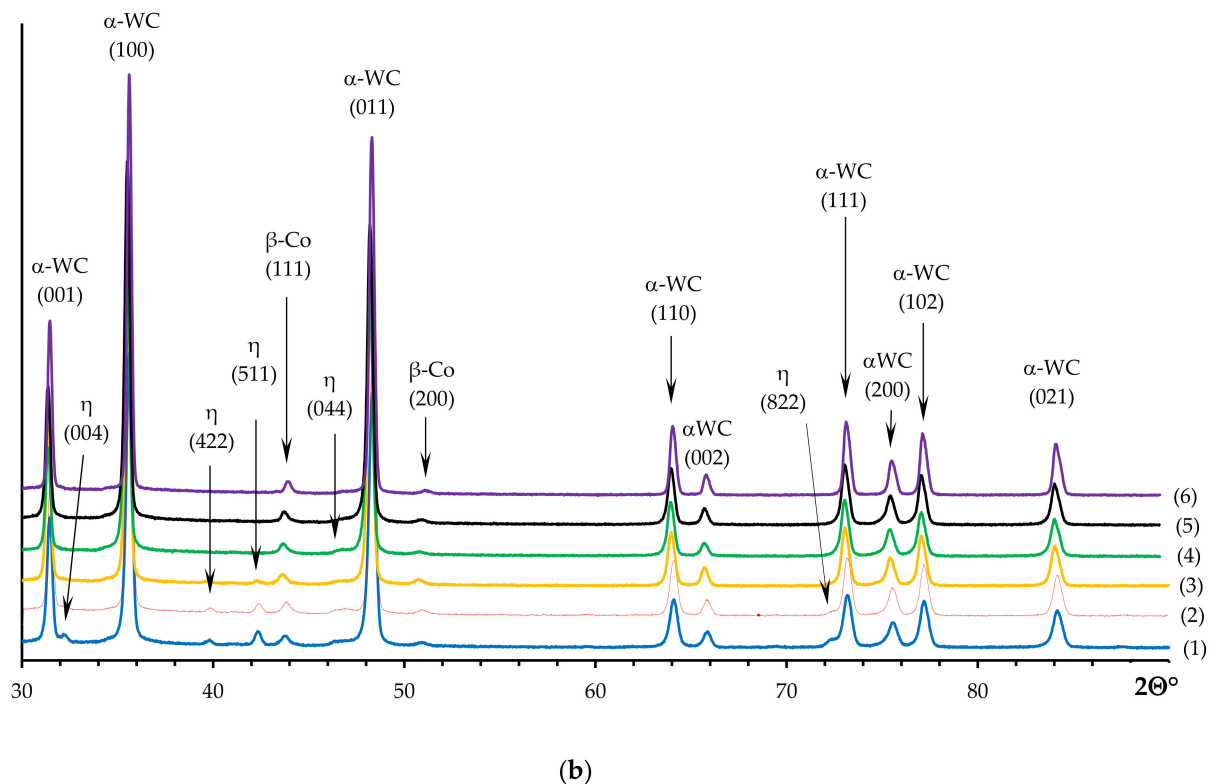 α-WC
(100)
α-WC
(011)
α-WC
(111)
β-Co
(111)
α-WC
(001)
α-WC
(110)
α-WC
(102)
η
(511)
η
(044)
β-Co
(200)
η
(822)
αWC
(200)
α-WC
(021)
η
(004)
η
(422)
αWC
(002)
(6)
(5)
(4)
(3)
(2)
(1)
30 40 50 60 70 80 2Θ°
(b)